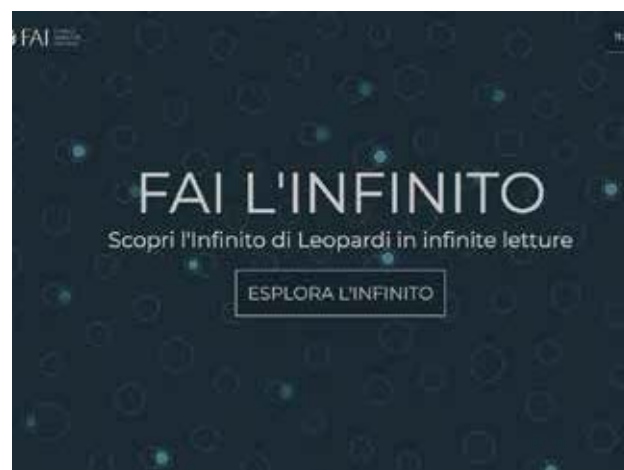 FAI
FAI L'INFINITO
Scopri l'Infinito di Leopardi in infinite letture
ESPLORA L'INFINITO